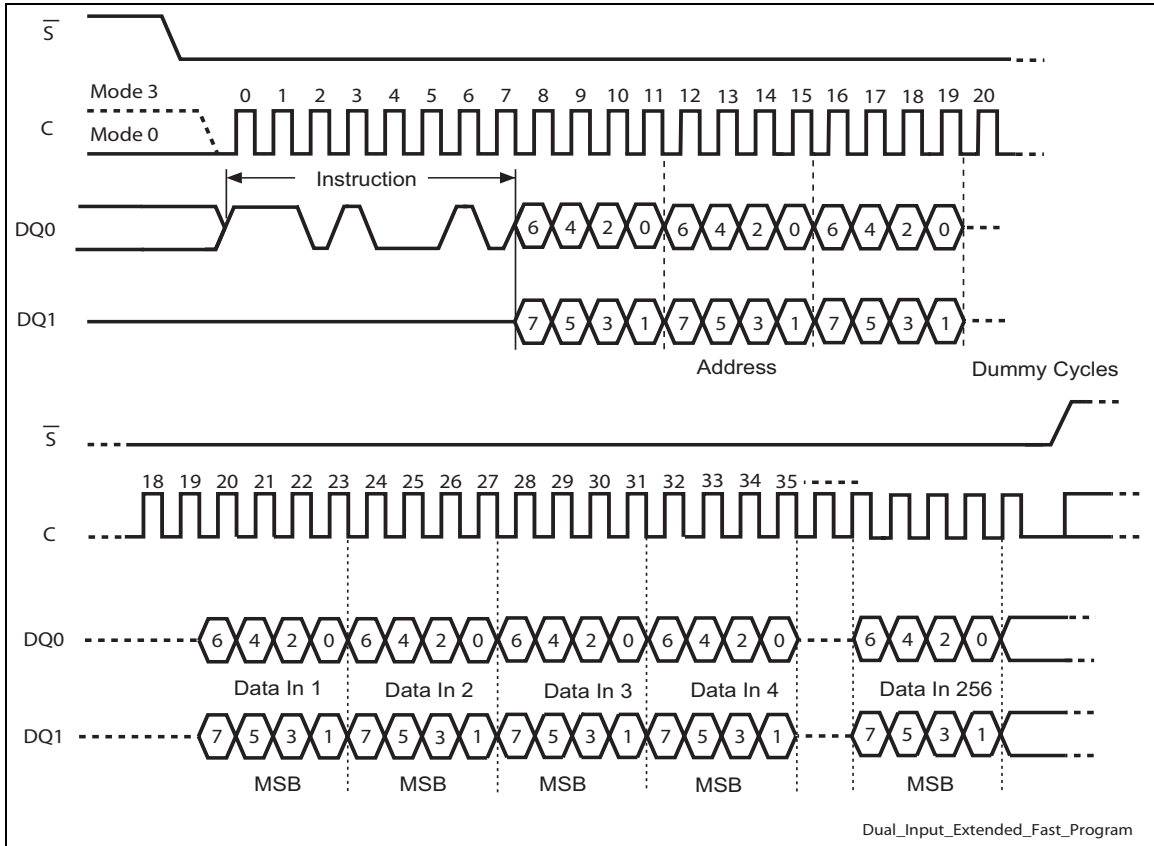 S
Mode 3
0 1 2 3 4 5 6 7 8 9 10 11 12 13 14 15 16 17 18 19 20
C
Mode 0
Instruction
DQ0 6 4 2 0 6 4 2 0 6 4 2 0
DQ1 7 5 3 1 7 5 3 1 7 5 3 1
Address Dummy Cycles
S
18 19 20 21 22 23 24 25 26 27 28 29 30 31 32 33 34 35
C
DQ0 6 4 2 0 6 4 2 0 6 4 2 0 6 4 2 0 6 4 2 0
Data In 1 Data In 2 Data In 3 Data In 4 Data In 256
DQ1 7 5 3 1 7 5 3 1 7 5 3 1 7 5 3 1 7 5 3 1
MSB MSB MSB MSB MSB
Dual_Input_Extended_Fast_Program